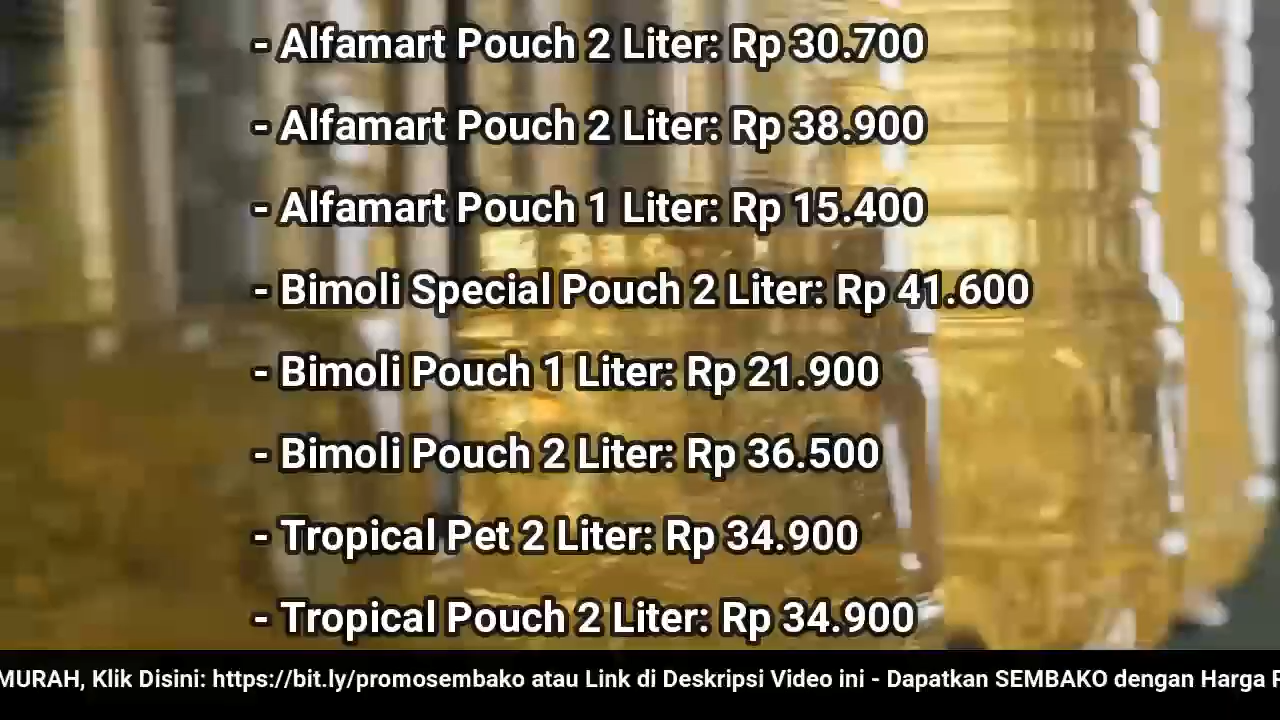 - Alfamart Pouch 2 Liter: Rp 30.700
- Alfamart Pouch 2 Liter: Rp 38.900
- Alfamart Pouch 1 Liter: Rp 15.400
- Bimoli Special Pouch 2 Liter: Rp 41.600
- Bimoli Pouch 1 Liter: Rp 21.900
- Bimoli Pouch 2 Liter: Rp 36.500
- Tropical Pet 2 Liter: Rp 34.900
- Tropical Pouch 2 Liter: Rp 34.900
MURAH, Klik Disini: https://bit.ly/promosembako atau Link di Deskripsi Video ini - Dapatkan SEMBAKO dengan Harga